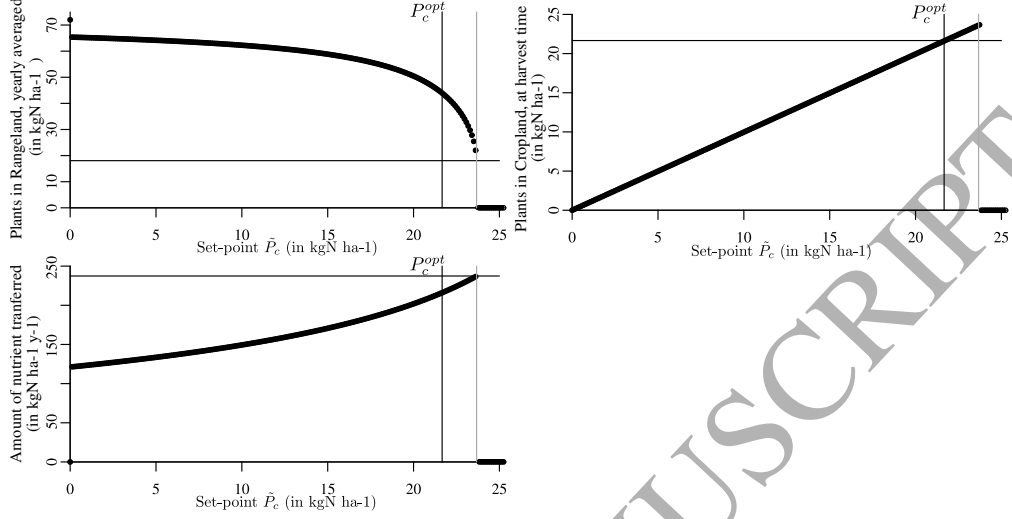 P_c^opt
Plants in Rangeland, yearly averaged
(in kgN ha-1 )
0 10 30 50 70
0 5 10 15 20 25
Set-point P̃_c (in kgN ha-1)
P_c^opt
Plants in Cropland, at harvest time
(in kgN ha-1)
0 5 10 15 20 25
0 5 10 15 20 25
Set-point P̃_c (in kgN ha-1)
P_c^opt
Amount of nutrient tranferred
(in kgN ha-1 y-1)
0 50 150 250
0 5 10 15 20 25
Set-point P̃_c (in kgN ha-1)
USCRIPT